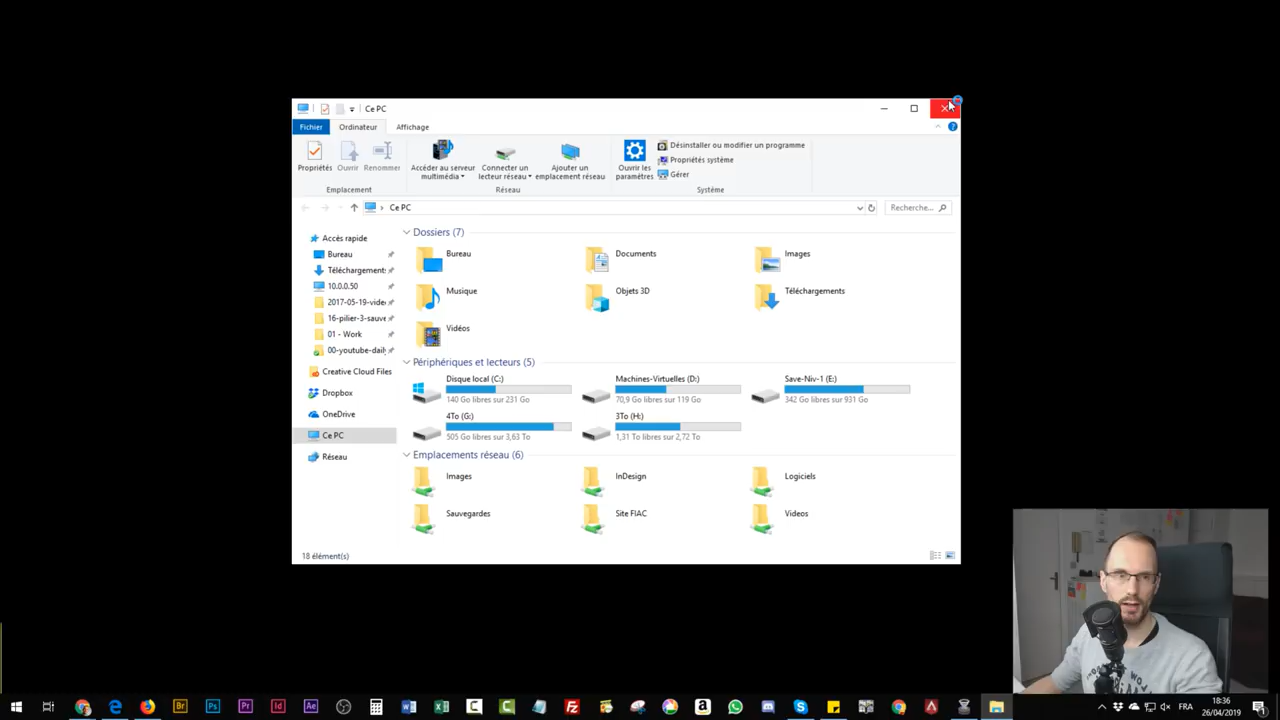 Ce PC
Fichier Ordinateur Affichage
Propriétés Ouvrir Renommer
Accéder au serveur multimédia
Connecter un lecteur réseau
Ajouter un emplacement réseau
Ouvrir les paramètres
Désinstaller ou modifier un programme
Propriétés système
Gérer
Emplacement Réseau Système
Ce PC
Recherche...
Accès rapide
Bureau
Téléchargement
10.0.0.50
2017-05-19-vide
16-pilier-3-sauve
01 - Work
00-youtube-daily
Creative Cloud Files
Dropbox
OneDrive
Ce PC
Réseau
Dossiers (7)
Bureau Documents Images
Musique Objets 3D Téléchargements
Vidéos
Périphériques et lecteurs (5)
Disque local (C:)
140 Go libres sur 231 Go
Machines-Virtuelles (D:)
70,9 Go libres sur 119 Go
Save-Niv-1 (E:)
342 Go libres sur 931 Go
4To (G:)
505 Go libres sur 3,63 To
3To (H:)
1,31 To libres sur 2,72 To
Emplacements réseau (6)
Images InDesign Logiciels
Sauvegardes Site FIAC Videos
18 élément(s)
Br Ps Pr Id Ae
FRA
18:36
26/04/2019